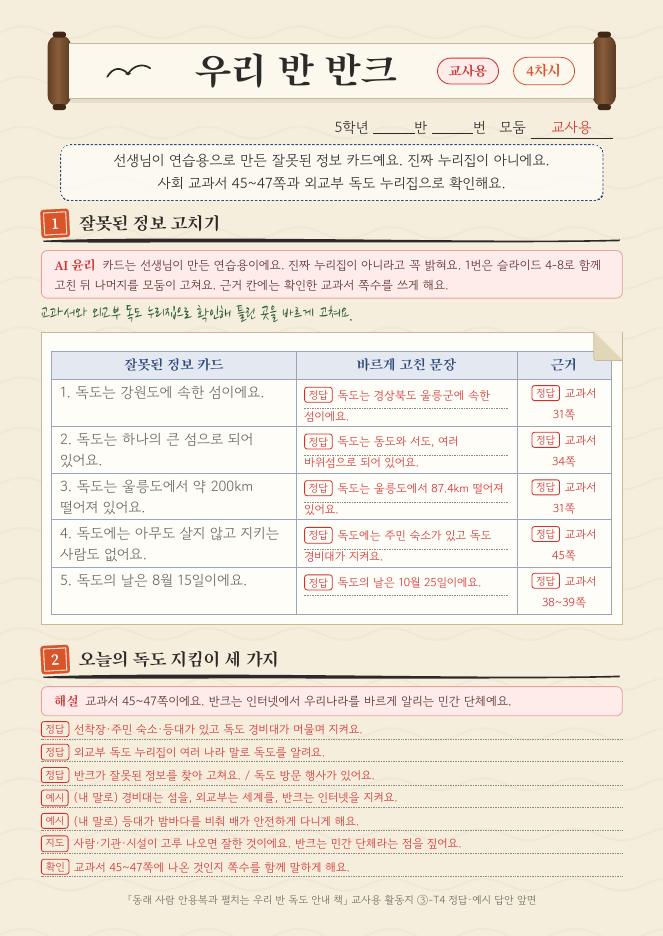 우리 반 반크
교사용
4차시
5학년 ______반 ______번 모둠 교사용
선생님이 연습용으로 만든 잘못된 정보 카드예요. 진짜 누리집이 아니에요.
사회 교과서 45~47쪽과 외교부 독도 누리집으로 확인해요.
1 잘못된 정보 고치기
AI 윤리 카드는 선생님이 만든 연습용이에요. 진짜 누리집이 아니라고 꼭 밝혀요. 1번은 슬라이드 4-8로 함께
고친 뒤 나머지를 모둠이 고쳐요. 근거 칸에는 확인한 교과서 쪽수를 쓰게 해요.
교과서와 외교부 독도 누리집으로 확인해 틀린 곳을 바르게 고쳐요.
잘못된 정보 카드 바르게 고친 문장 근거
1. 독도는 강원도에 속한 섬이에요.
정답 독도는 경상북도 울릉군에 속한
섬이에요.
정답 교과서
31쪽
2. 독도는 하나의 큰 섬으로 되어
있어요.
정답 독도는 동도와 서도, 여러
바위섬으로 되어 있어요.
정답 교과서
34쪽
3. 독도는 울릉도에서 약 200km
떨어져 있어요.
정답 독도는 울릉도에서 87.4km 떨어져
있어요.
정답 교과서
31쪽
4. 독도에는 아무도 살지 않고 지키는
사람도 없어요.
정답 독도에는 주민 숙소가 있고 독도
경비대가 지켜요.
정답 교과서
45쪽
5. 독도의 날은 8월 15일이에요.
정답 독도의 날은 10월 25일이에요.
정답 교과서
38~39쪽
2 오늘의 독도 지킴이 세 가지
해설 교과서 45~47쪽이에요. 반크는 인터넷에서 우리나라를 바르게 알리는 민간 단체예요.
정답 선착장·주민 숙소·등대가 있고 독도 경비대가 머물며 지켜요.
정답 외교부 독도 누리집이 여러 나라 말로 독도를 알려요.
정답 반크가 잘못된 정보를 찾아 고쳐요. / 독도 방문 행사가 있어요.
예시 (내 말로) 경비대는 섬을, 외교부는 세계를, 반크는 인터넷을 지켜요.
예시 (내 말로) 등대가 밤바다를 비춰 배가 안전하게 다니게 해요.
지도 사람·기관·시설이 고루 나오면 잘한 것이에요. 반크는 민간 단체라는 점을 짚어요.
확인 교과서 45~47쪽에 나온 것인지 쪽수를 함께 말하게 해요.
「동래 사람 안용복과 펼치는 우리 반 독도 안내 책」 교사용 활동지 ③-T4 정답·예시 답안 앞면